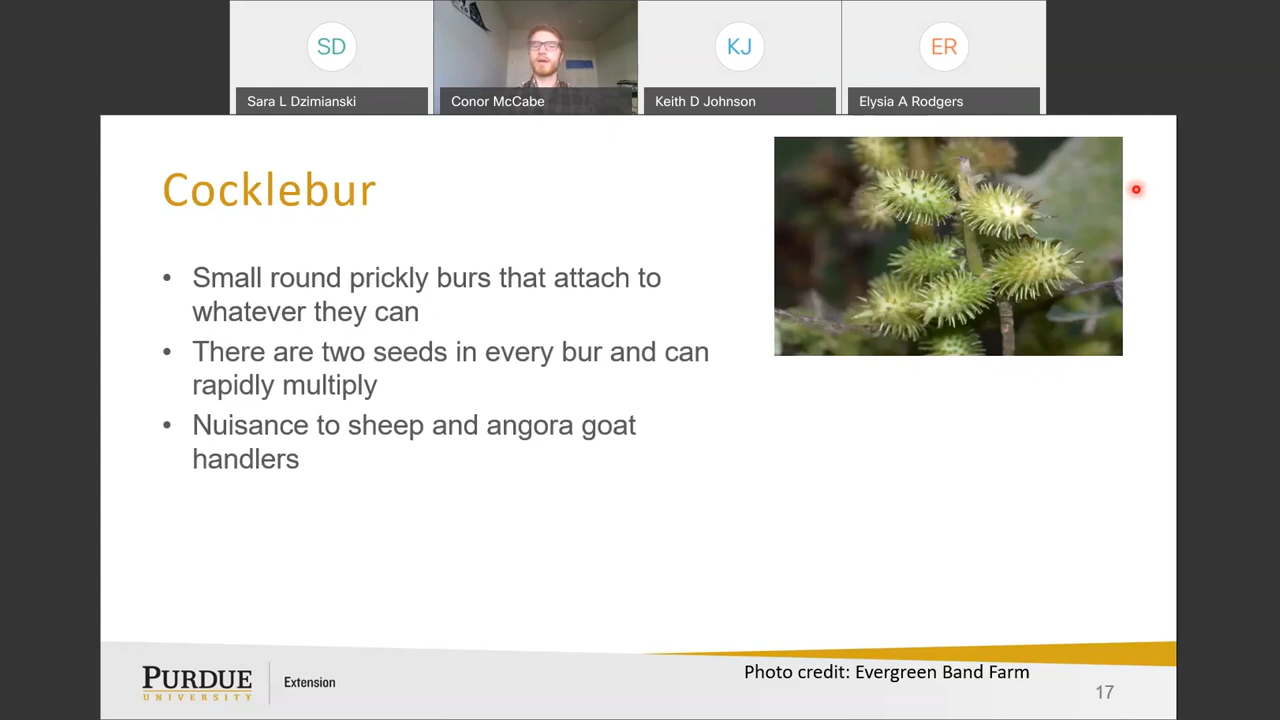 SD
KJ
ER
Sara L Dzimianski
Conor McCabe
Keith D Johnson
Elysia A Rodgers
Cocklebur
• Small round prickly burs that attach to
whatever they can
• There are two seeds in every bur and can
rapidly multiply
• Nuisance to sheep and angora goat
handlers
PURDUE
UNIVERSITY
Extension
Photo credit: Evergreen Band Farm
17